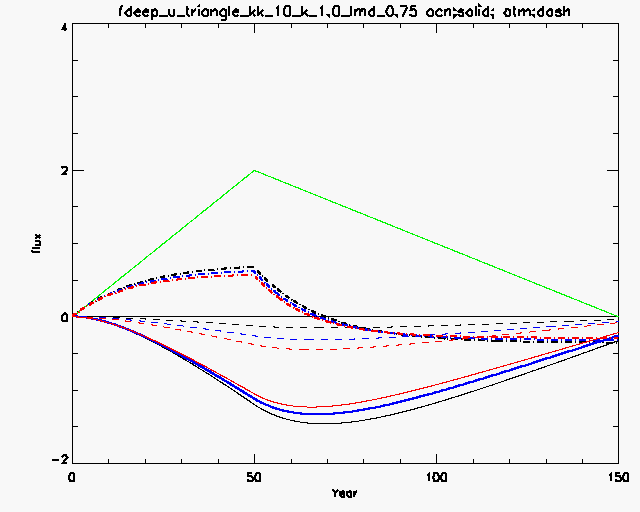 fdeep_u_triangle_kk_10_k_1.0_lmd_0.75 ocn:solid; atm:dash
4
2
flux
0
-2
0 50 100 150
Year